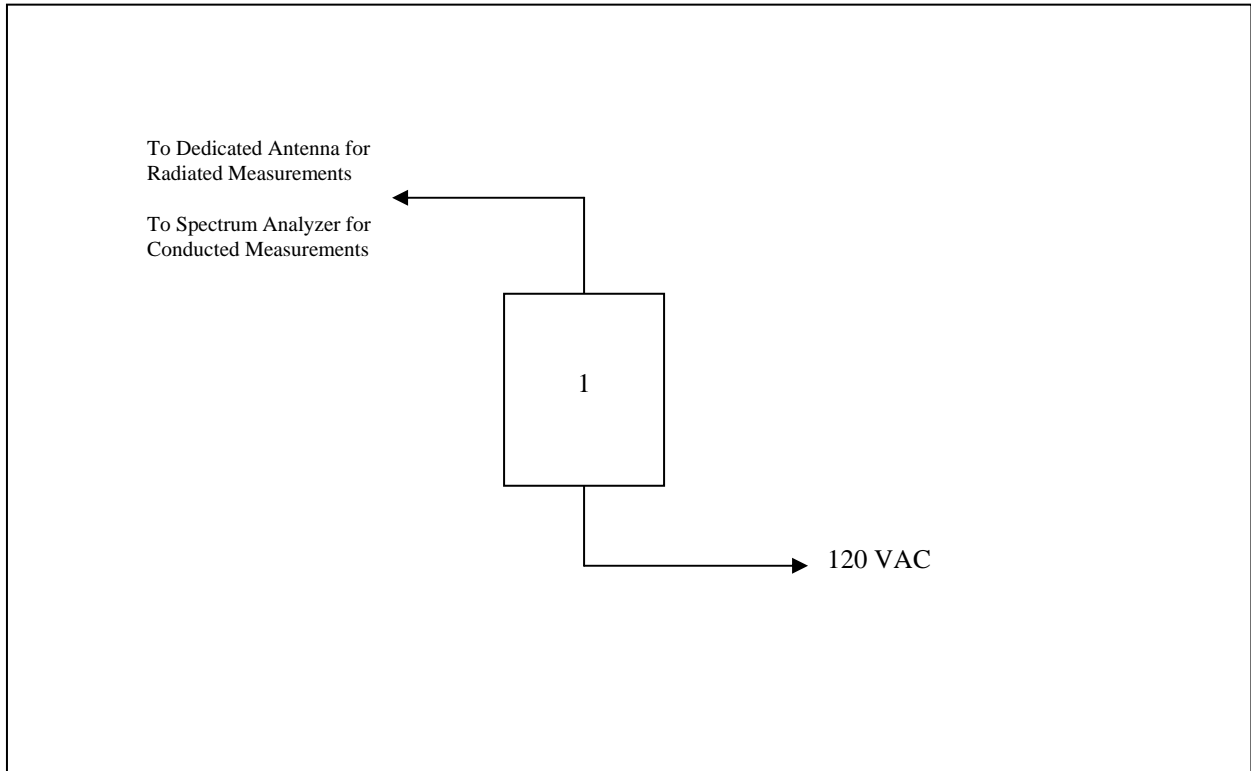 To Dedicated Antenna for
Radiated Measurements
To Spectrum Analyzer for
Conducted Measurements
1
120 VAC